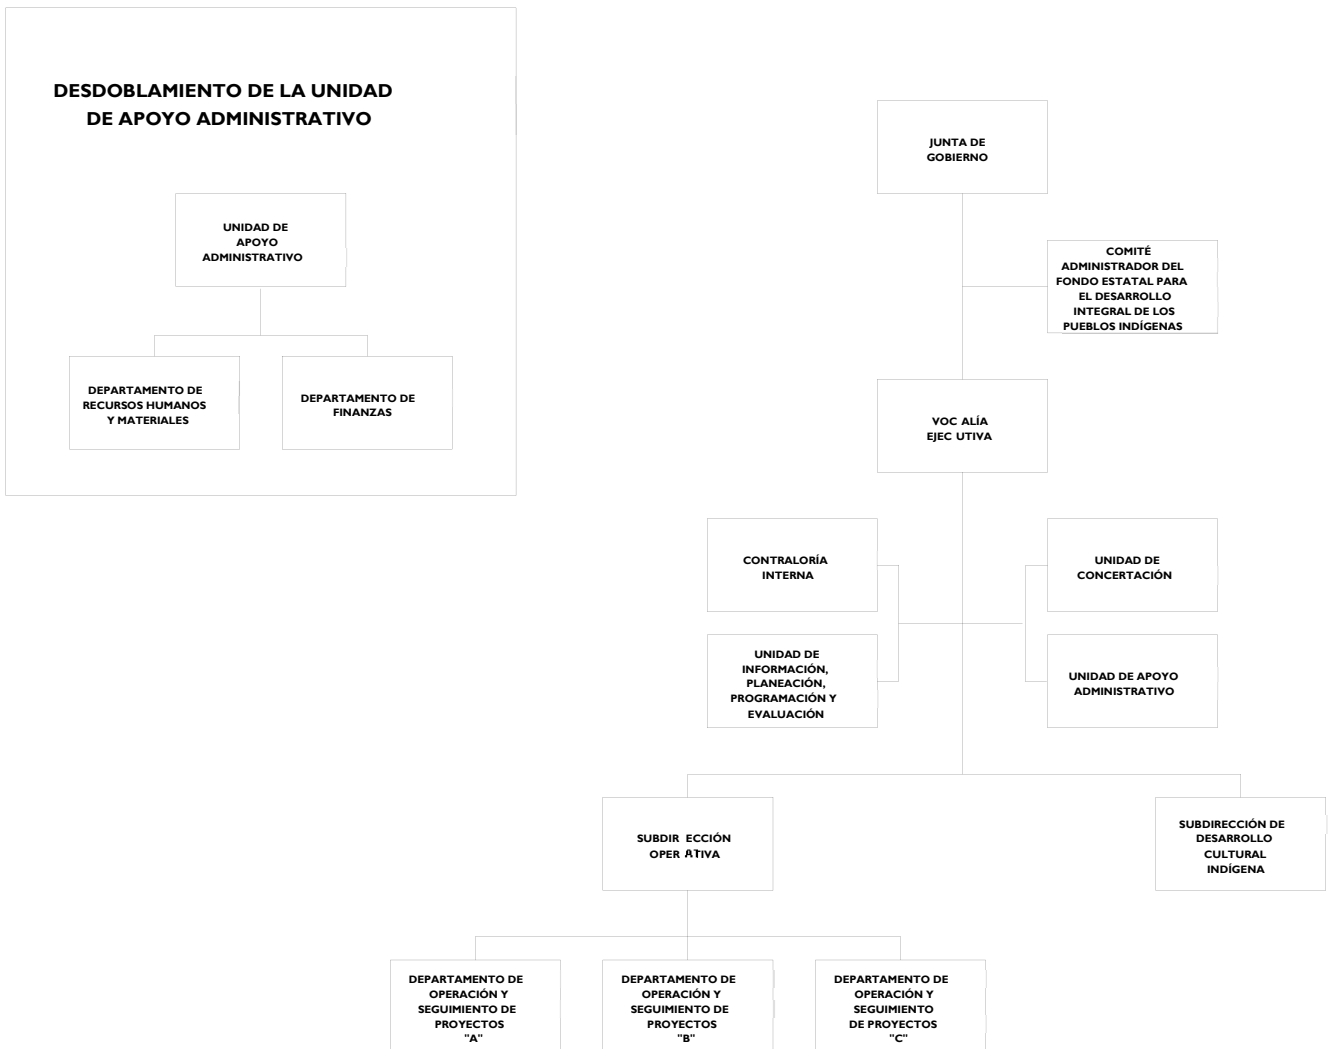 DESDOBLAMIENTO DE LA UNIDAD
DE APOYO ADMINISTRATIVO
UNIDAD DE
APOYO
ADMINISTRATIVO
DEPARTAMENTO DE
RECURSOS HUMANOS
Y MATERIALES
DEPARTAMENTO DE
FINANZAS
JUNTA DE
GOBIERNO
COMITÉ
ADMINISTRADOR DEL
FONDO ESTATAL PARA
EL DESARROLLO
INTEGRAL DE LOS
PUEBLOS INDÍGENAS
VOC ALÍA
EJEC UTIVA
CONTRALORÍA
INTERNA
UNIDAD DE
CONCERTACIÓN
UNIDAD DE
INFORMACIÓN,
PLANEACIÓN,
PROGRAMACIÓN Y
EVALUACIÓN
UNIDAD DE APOYO
ADMINISTRATIVO
SUBDIR ECCIÓN
OPER ATIVA
SUBDIRECCIÓN DE
DESARROLLO
CULTURAL
INDÍGENA
DEPARTAMENTO DE
OPERACIÓN Y
SEGUIMIENTO DE
PROYECTOS
"A"
DEPARTAMENTO DE
OPERACIÓN Y
SEGUIMIENTO DE
PROYECTOS
"B"
DEPARTAMENTO DE
OPERACIÓN Y
SEGUIMIENTO
DE PROYECTOS
"C"